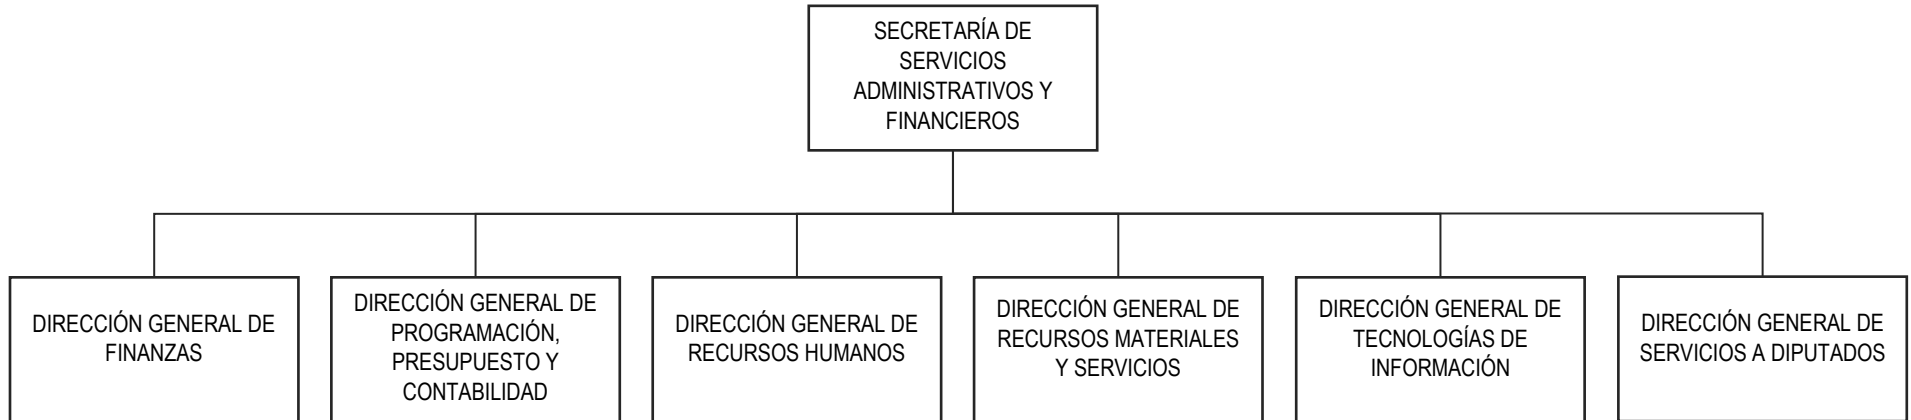 SECRETARÍA DE
SERVICIOS
ADMINISTRATIVOS Y
FINANCIEROS
DIRECCIÓN GENERAL DE
FINANZAS
DIRECCIÓN GENERAL DE
PROGRAMACIÓN,
PRESUPUESTO Y
CONTABILIDAD
DIRECCIÓN GENERAL DE
RECURSOS HUMANOS
DIRECCIÓN GENERAL DE
RECURSOS MATERIALES
Y SERVICIOS
DIRECCIÓN GENERAL DE
TECNOLOGÍAS DE
INFORMACIÓN
DIRECCIÓN GENERAL DE
SERVICIOS A DIPUTADOS